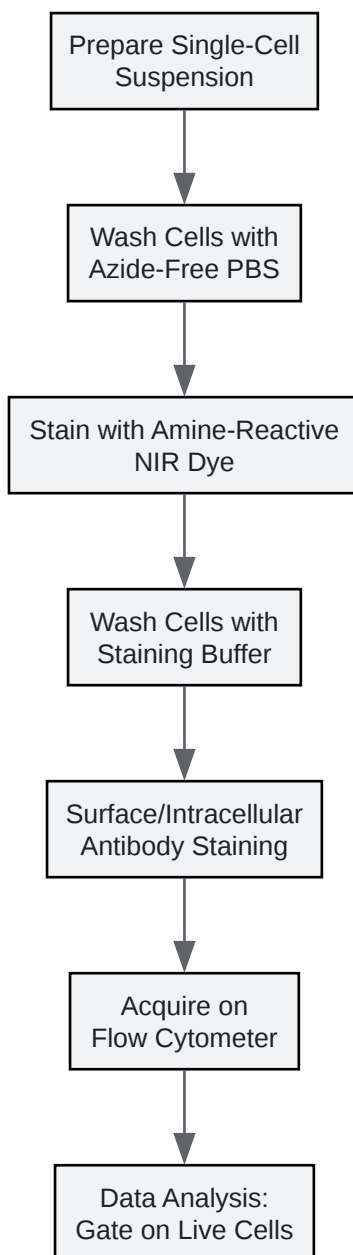 Prepare Single-Cell
Suspension
Wash Cells with
Azide-Free PBS
Stain with Amine-Reactive
NIR Dye
Wash Cells with
Staining Buffer
Surface/Intracellular
Antibody Staining
Acquire on
Flow Cytometer
Data Analysis:
Gate on Live Cells